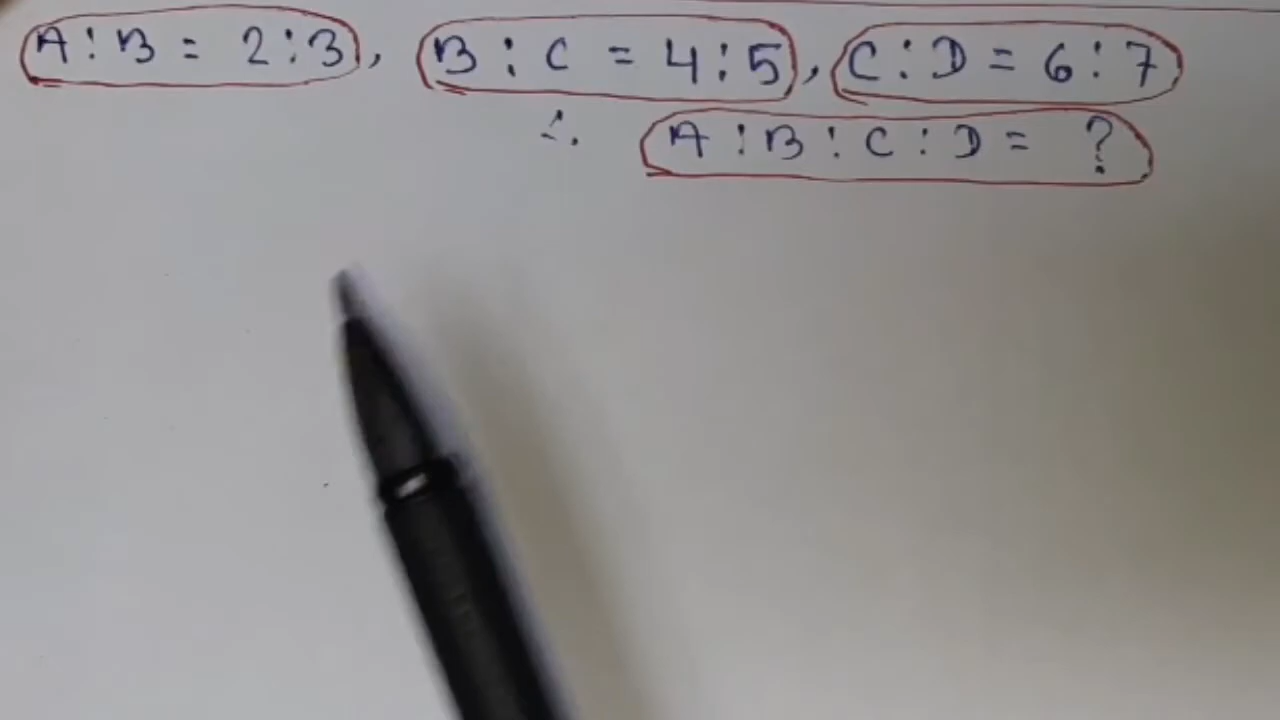 A : B = 2 : 3 , B : C = 4 : 5 , C : D = 6 : 7
∴ A : B : C : D = ?